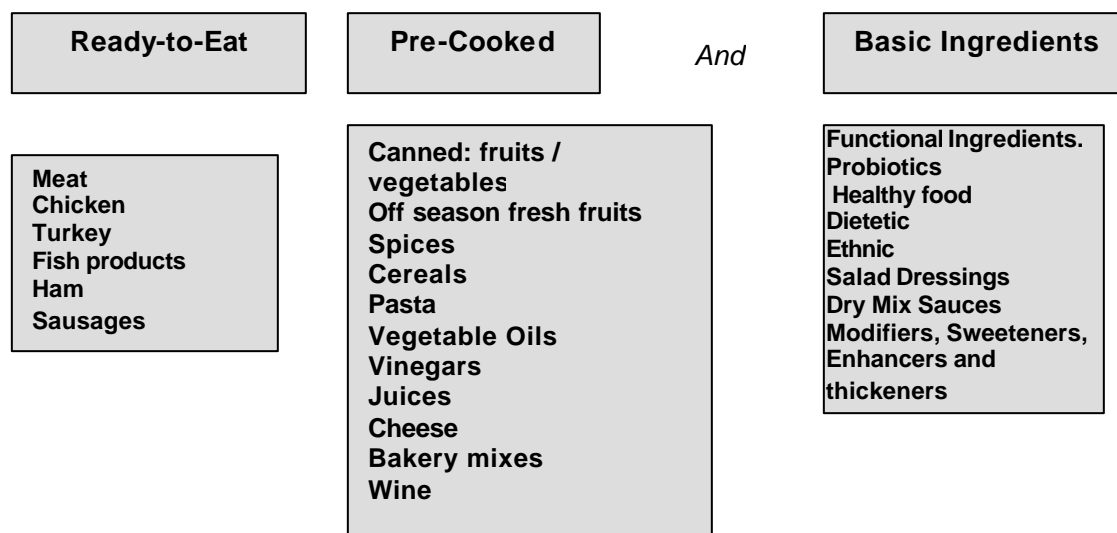 Ready-to-Eat
Pre-Cooked
And
Basic Ingredients
Meat
Chicken
Turkey
Fish products
Ham
Sausages
Canned: fruits /
vegetables
Off season fresh fruits
Spices
Cereals
Pasta
Vegetable Oils
Vinegars
Juices
Cheese
Bakery mixes
Wine
Functional Ingredients.
Probiotics
Healthy food
Dietetic
Ethnic
Salad Dressings
Dry Mix Sauces
Modifiers, Sweeteners,
Enhancers and
thickeners